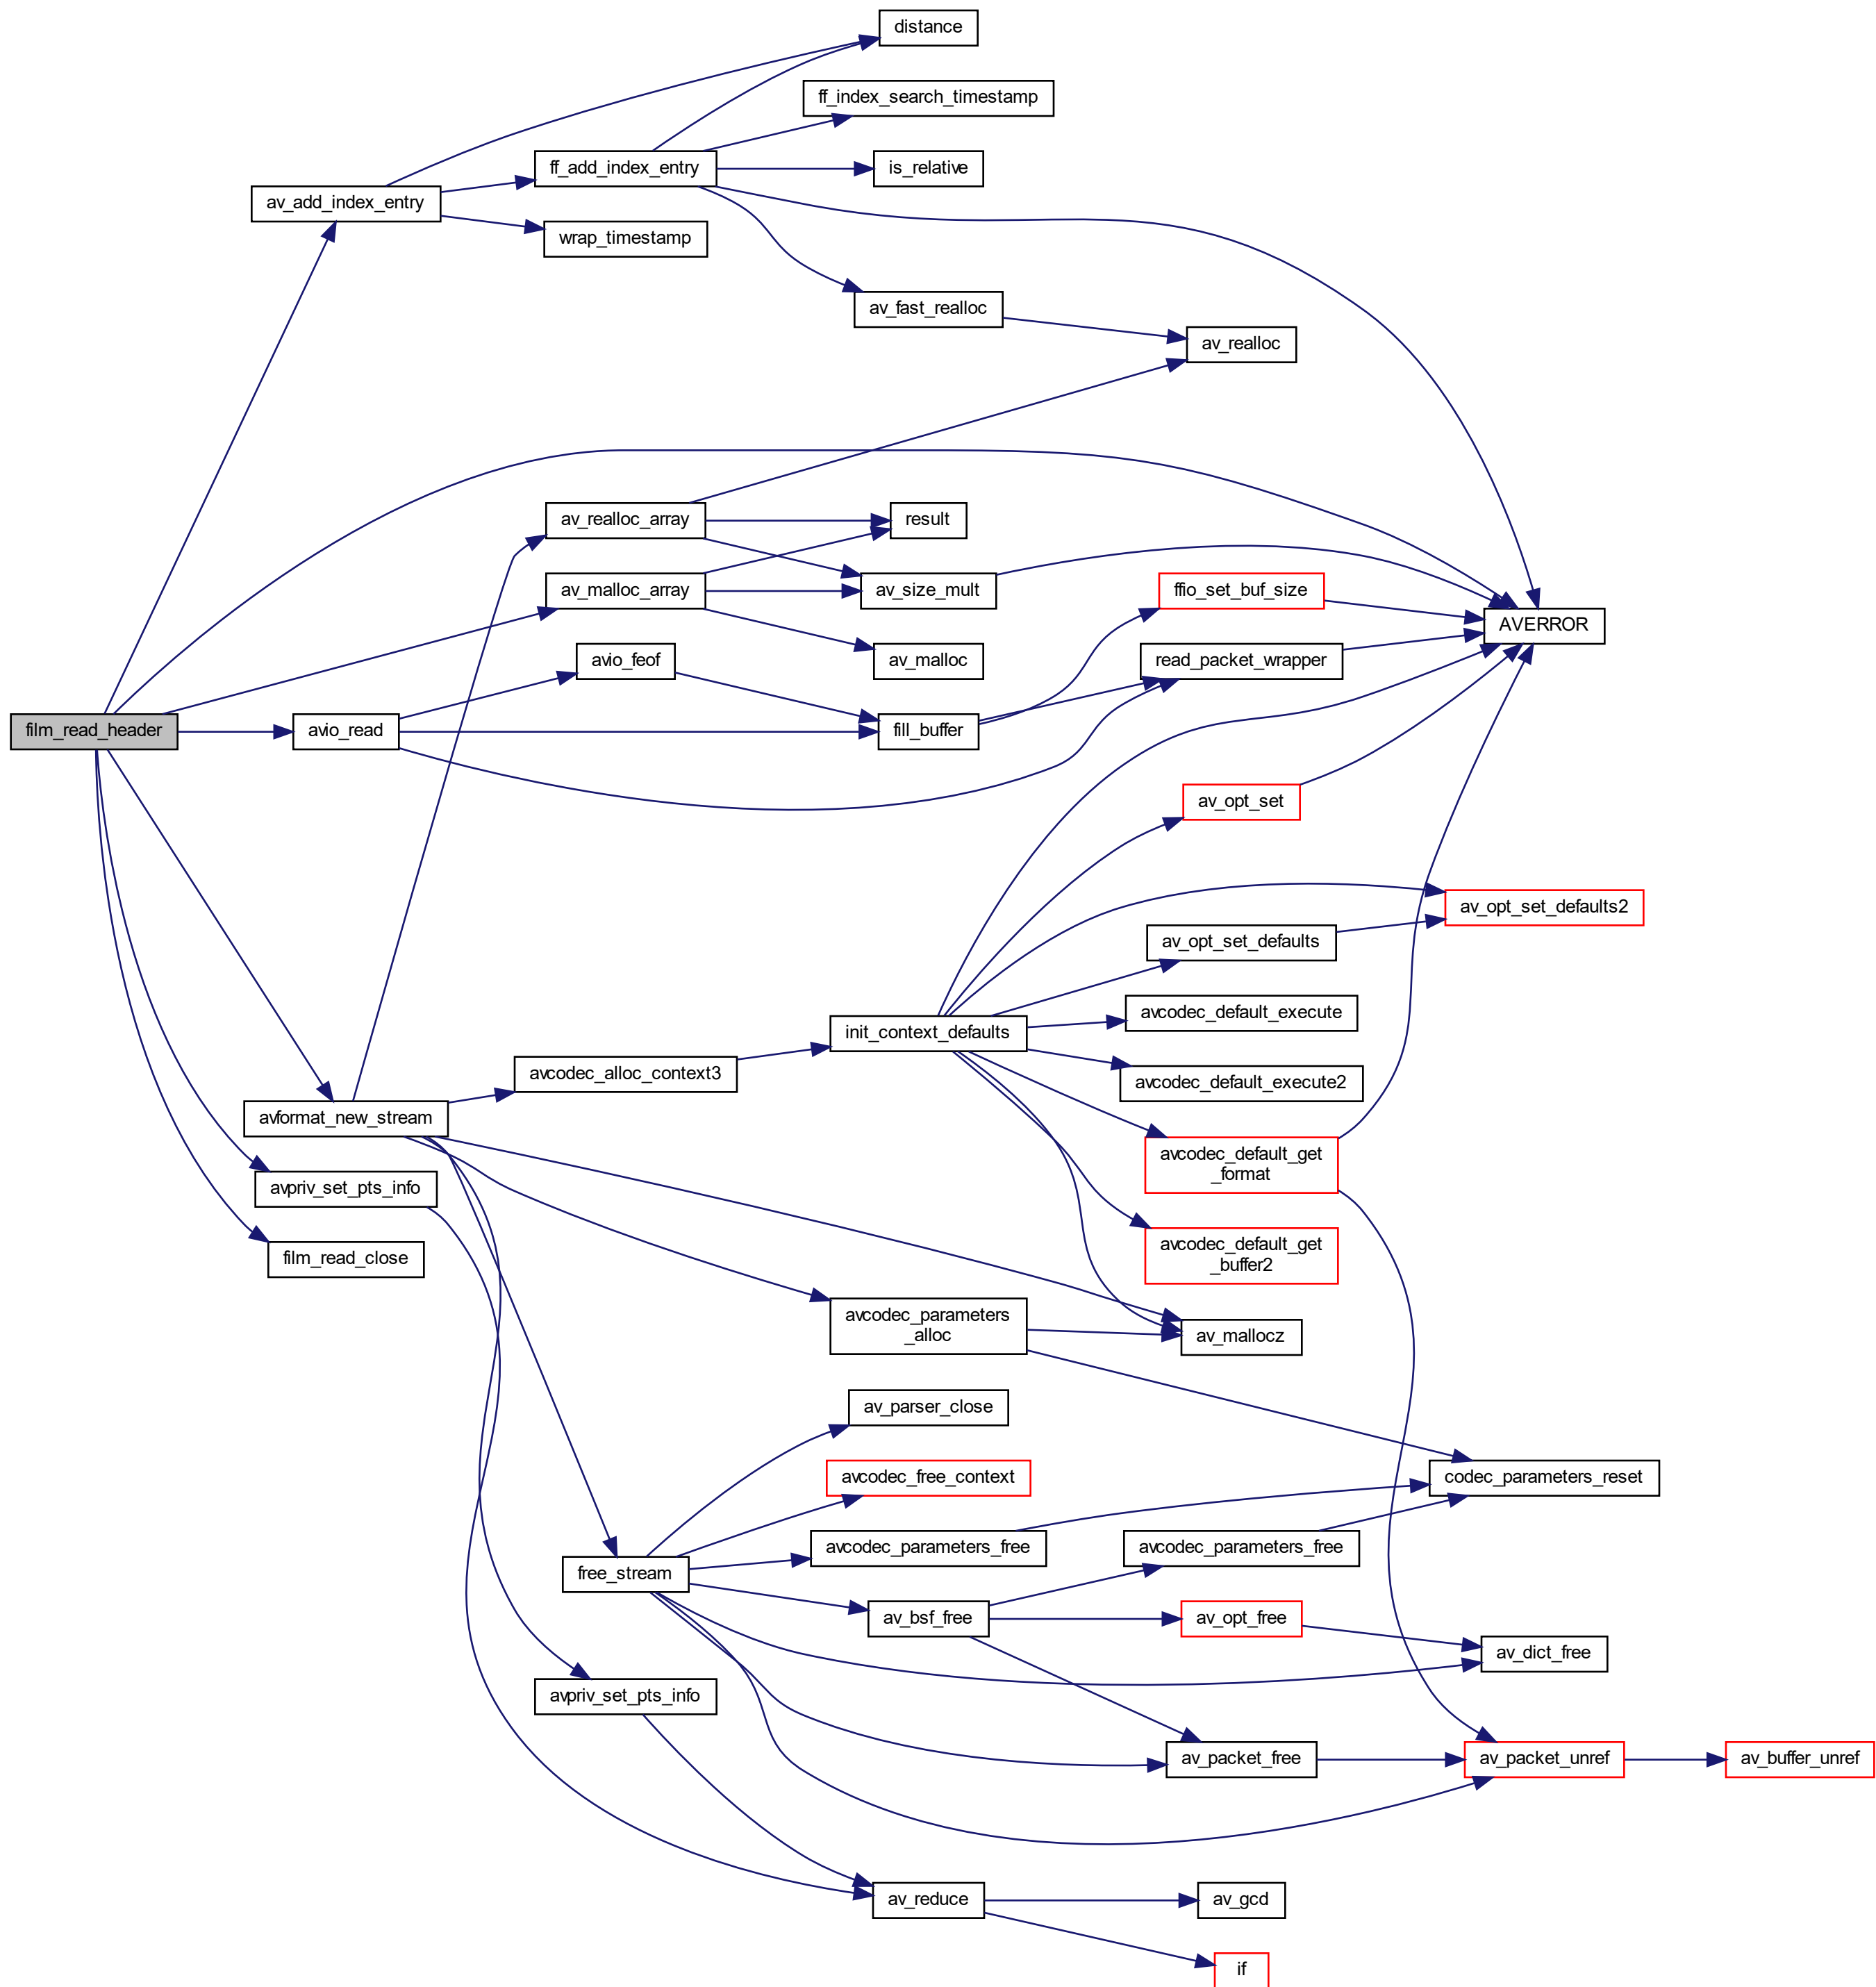 distance
ff_index_search_timestamp
ff_add_index_entry
is_relative
av_add_index_entry
wrap_timestamp
av_fast_realloc
av_realloc
av_realloc_array
result
av_malloc_array
av_size_mult
ffio_set_buf_size
AVERROR
avio_feof
av_malloc
read_packet_wrapper
film_read_header
avio_read
fill_buffer
av_opt_set
av_opt_set_defaults2
av_opt_set_defaults
avcodec_default_execute
init_context_defaults
avcodec_alloc_context3
avcodec_default_execute2
avformat_new_stream
avcodec_default_get
_format
avpriv_set_pts_info
film_read_close
avcodec_default_get
_buffer2
avcodec_parameters
_alloc
av_mallocz
av_parser_close
avcodec_free_context
codec_parameters_reset
avcodec_parameters_free
avcodec_parameters_free
free_stream
av_bsf_free
av_opt_free
av_dict_free
avpriv_set_pts_info
av_packet_free
av_packet_unref
av_buffer_unref
av_reduce
av_gcd
if